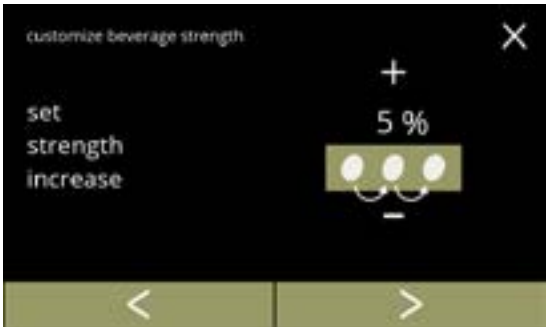 customize beverage strength
X
+
set
strength
increase
5 %
–
<
>